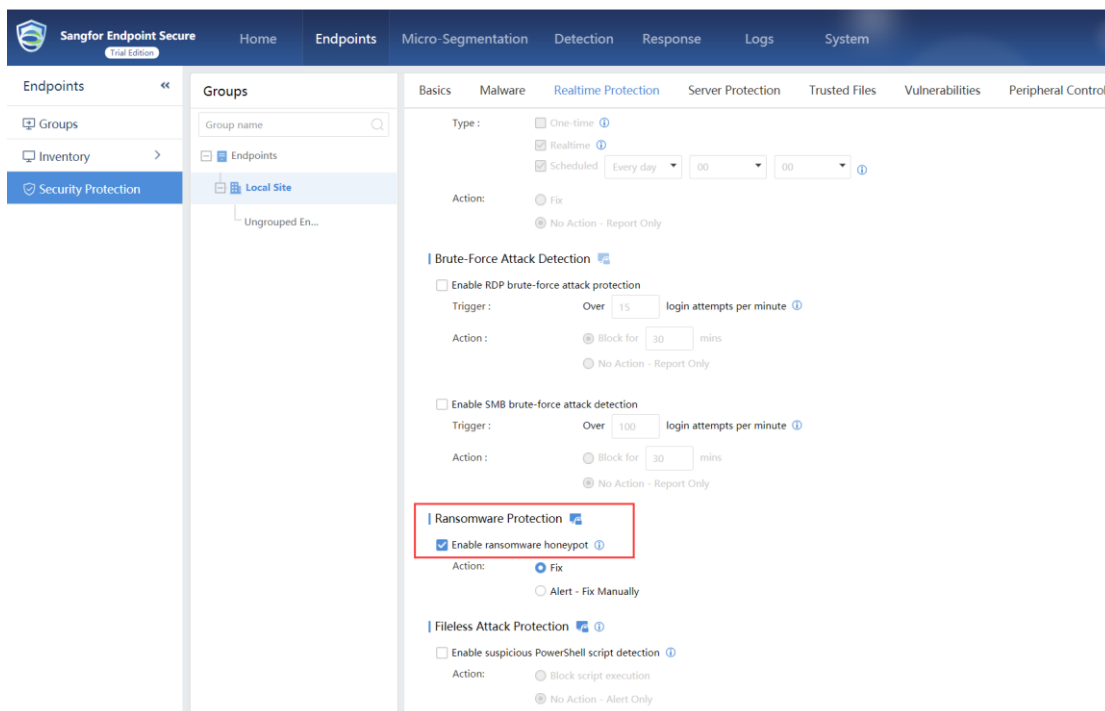 Sangfor Endpoint Secure
Trial Edition
Home Endpoints Micro-Segmentation Detection Response Logs System
Endpoints «
Groups
Inventory >
Security Protection
Groups
Group name
Endpoints
Local Site
Ungrouped En...
Basics Malware Realtime Protection Server Protection Trusted Files Vulnerabilities Peripheral Control
Type : One-time
Realtime
Scheduled Every day 00 00
Action: Fix
No Action - Report Only
Brute-Force Attack Detection
Enable RDP brute-force attack protection
Trigger : Over 15 login attempts per minute
Action : Block for 30 mins
No Action - Report Only
Enable SMB brute-force attack detection
Trigger : Over 100 login attempts per minute
Action : Block for 30 mins
No Action - Report Only
Ransomware Protection
Enable ransomware honeypot
Action: Fix
Alert - Fix Manually
Fileless Attack Protection
Enable suspicious PowerShell script detection
Action: Block script execution
No Action - Alert Only